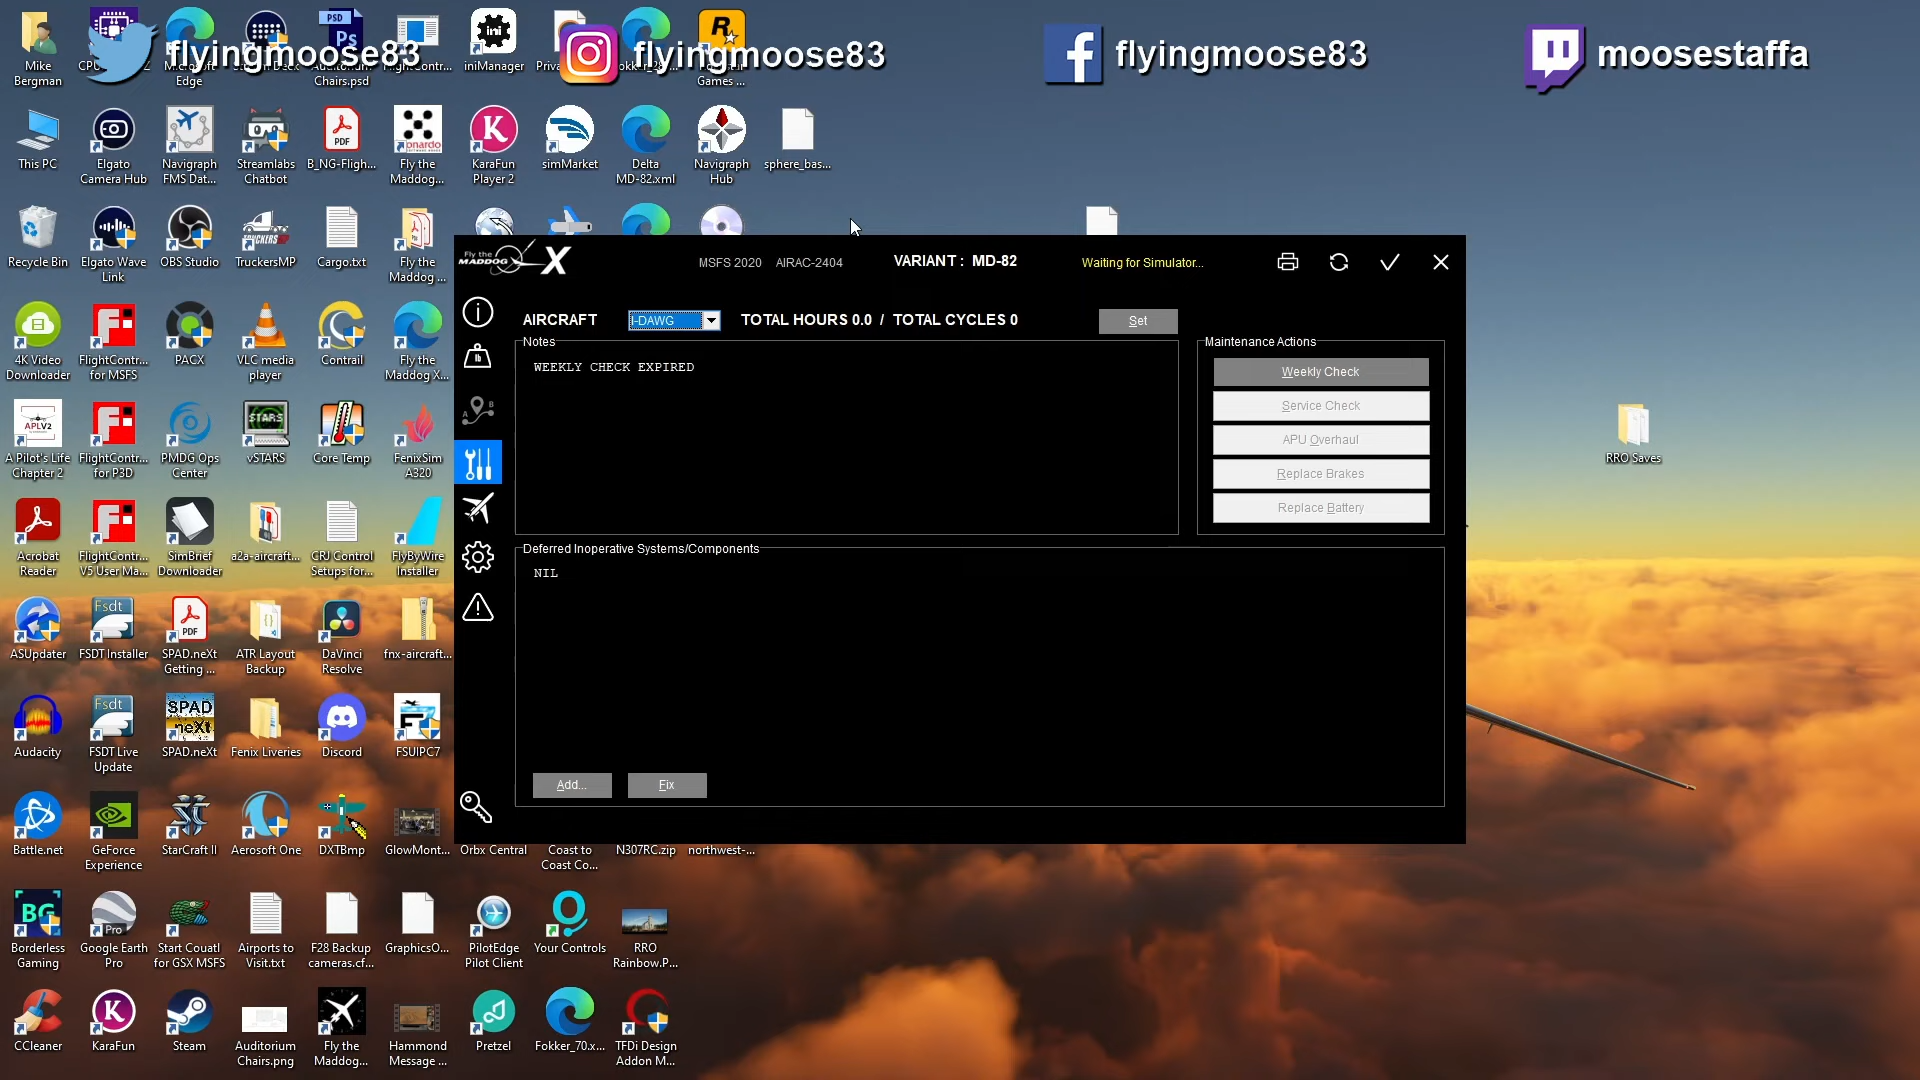 flyingmoose83
flyingmoose83
flyingmoose83
moosestaffa
Mike
Bergman
Edge
Chairs.psd
iniManager
Games ...
This PC
Elgato
Camera Hub
Navigraph
FMS Dat...
Streamlabs
Chatbot
B_NG-Fligh...
Fly the
Maddog...
KaraFun
Player 2
simMarket
Delta
MD-82.xml
Navigraph
Hub
sphere_bas...
Recycle Bin
Elgato Wave
Link
OBS Studio
TruckersMP
Cargo.txt
Fly the
Maddog ...
4K Video
Downloader
FlightContr...
for MSFS
PACX
VLC media
player
Contrail
Fly the
Maddog X...
A Pilot's Life
Chapter 2
FlightContr...
for P3D
PMDG Ops
Center
vSTARS
Core Temp
FenixSim
A320
Acrobat
Reader
FlightContr...
V5 User Ma...
SimBrief
Downloader
a2a-aircraft...
CRJ Control
Setups for...
FlyByWire
Installer
ASUpdater
FSDT Installer
SPAD.neXt
Getting ...
ATR Layout
Backup
DaVinci
Resolve
fnx-aircraft...
Audacity
FSDT Live
Update
SPAD.neXt
Fenix Liveries
Discord
FSUIPC7
Battle.net
GeForce
Experience
StarCraft II
Aerosoft One
DXTBmp
GlowMont...
Orbx Central
Coast to
Coast Co...
N307RC.zip
northwest-...
Borderless
Gaming
Google Earth
Pro
Start Couatl
for GSX MSFS
Airports to
Visit.txt
F28 Backup
cameras.cf...
GraphicsO...
PilotEdge
Pilot Client
Your Controls
RRO
Rainbow.P...
CCleaner
KaraFun
Steam
Auditorium
Chairs.png
Fly the
Maddog...
Hammond
Message ...
Pretzel
Fokker_70.x...
TFDi Design
Addon M...
RRO Saves
Fly the
MADDOG X
MSFS 2020 AIRAC-2404
VARIANT : MD-82
Waiting for Simulator...
AIRCRAFT
I-DAWG
TOTAL HOURS 0.0 / TOTAL CYCLES 0
Set
Notes
WEEKLY CHECK EXPIRED
Maintenance Actions
Weekly Check
Service Check
APU Overhaul
Replace Brakes
Replace Battery
Deferred Inoperative Systems/Components
NIL
Add...
Fix